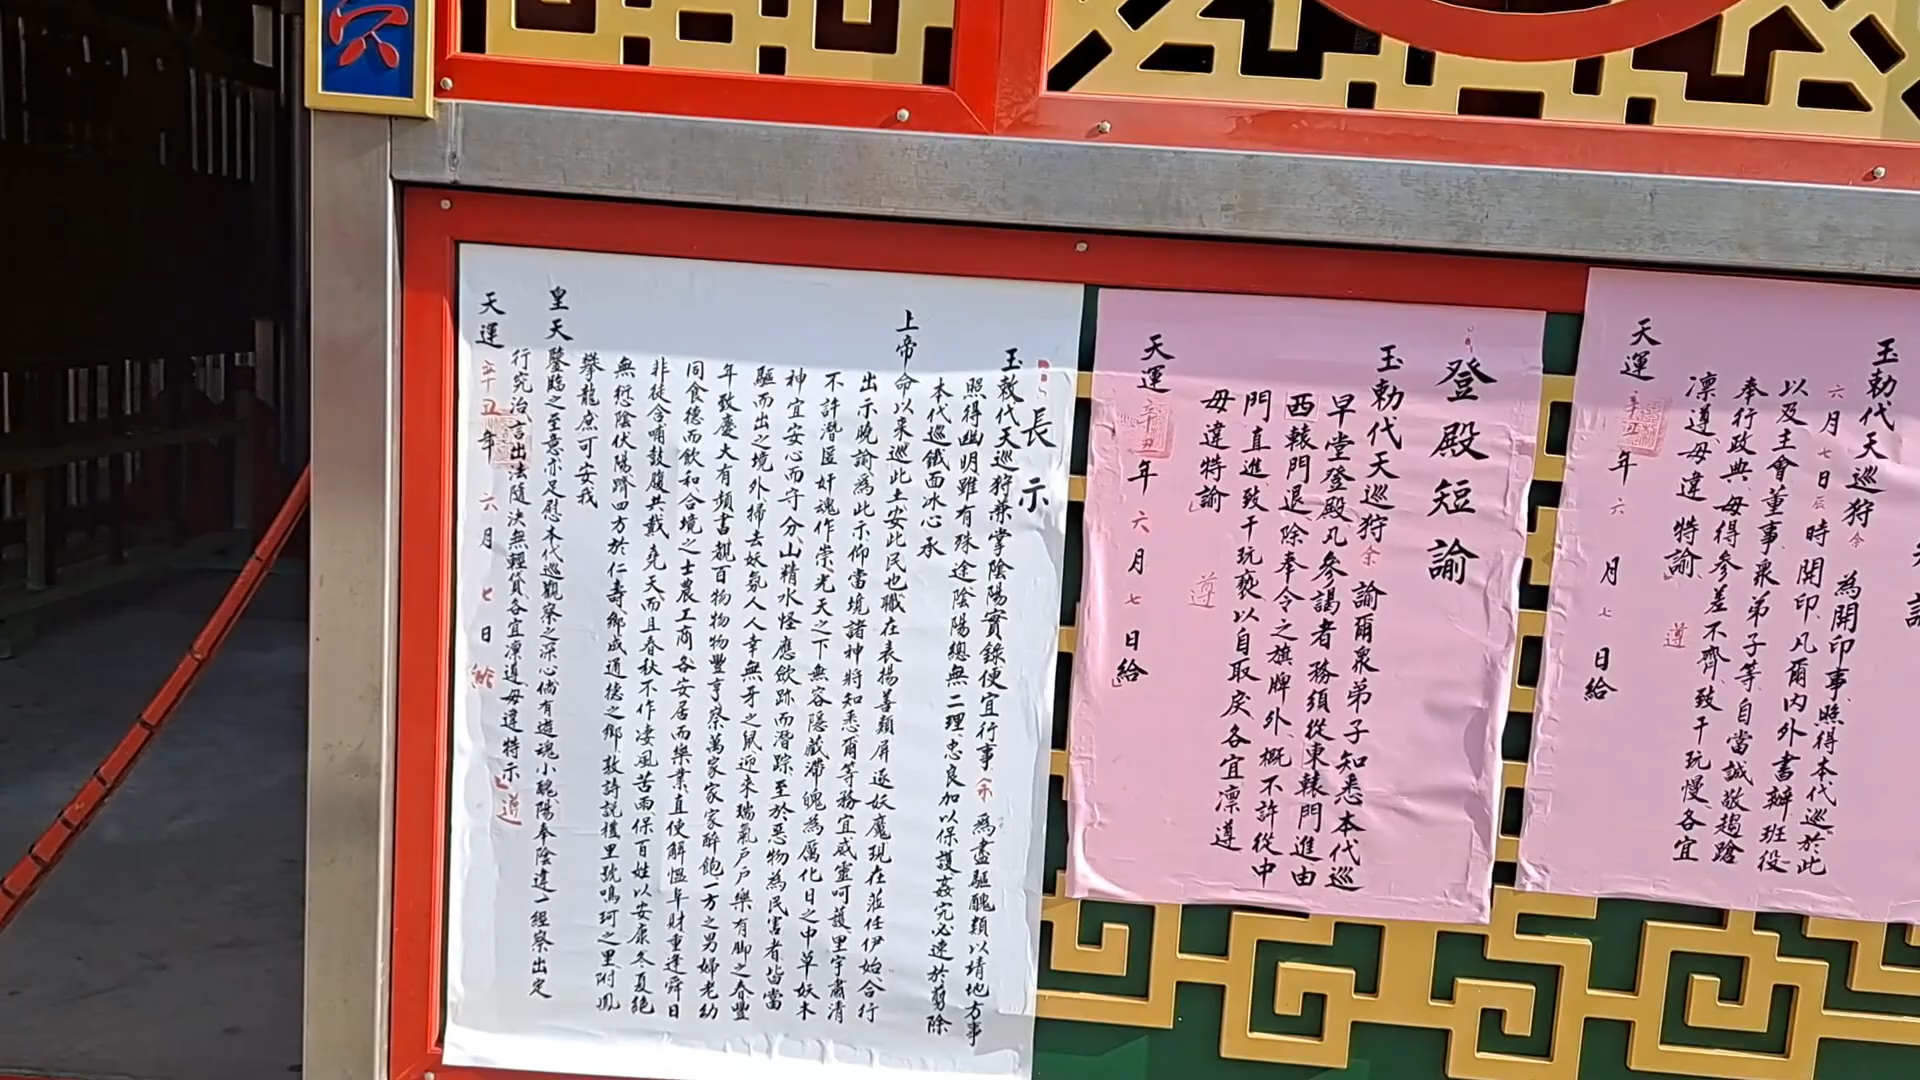 穴
玉勅代天巡狩余為開印事照得本代巡於此
六月七日辰時開印凡爾內外書辦班役
以及主會董事眾弟子等自當誠敬趨蹌
奉行政典毋得參差不齊致干玩慢各宜
凜遵毋違特諭
遵
天運辛丑年六月七日給
登殿短諭
玉勅代天巡狩余諭爾眾弟子知悉本代巡
早堂登殿凡參謁者務須從東轅門進由
西轅門退除奉令之旗牌外概不許從中
門直進致干玩褻以自取戾各宜凜遵
毋違特諭
遵
天運辛丑年六月七日給
長示
玉敕代天巡狩兼掌陰陽實錄便宜行事余為盡驅醜類以靖地方事
照得幽明雖有殊途陰陽總無二理忠良加以保護姦宄必速於剪除
本代巡鐵面冰心承
上帝命以來巡此土安此民也職在表揚善類屏逐妖魔現在蒞任伊始合行
出示曉諭為此示仰當境諸神將知悉爾等務宜威靈呵護里宇肅清
不許潛匿奸魂作祟光天之下無容隱藏滯魄為厲化日之中草妖木
神宜安心而守分山精水怪應歛跡而潛踪至於惡物為民害者皆當
驅而出之境外掃去妖氛人人幸無牙之鼠迎來瑞氣戶戶樂有脚之春豐
年致慶大有頻書覩百物物物豐亨察萬家家家醉飽一方之男婦老幼
同食德而飲和合境之士農工商各安居而樂業直使解慍阜財重逢舜日
非徒含哺鼓腹共戴堯天而且春秋不作凄風苦雨保百姓以安康冬夏絕
無愆陰伏陽躋四方於仁壽鄉成道德之鄉敦詩說禮里號鳴珂之里附鳳
攀龍庶可安我
皇天鑒臨之至意亦足慰本代巡觀察之深心倘有遊魂小醜陽奉陰違一經察出定
行究治言出法隨決無輕貸各宜凜遵毋違特示
遵
天運辛丑年六月七日給